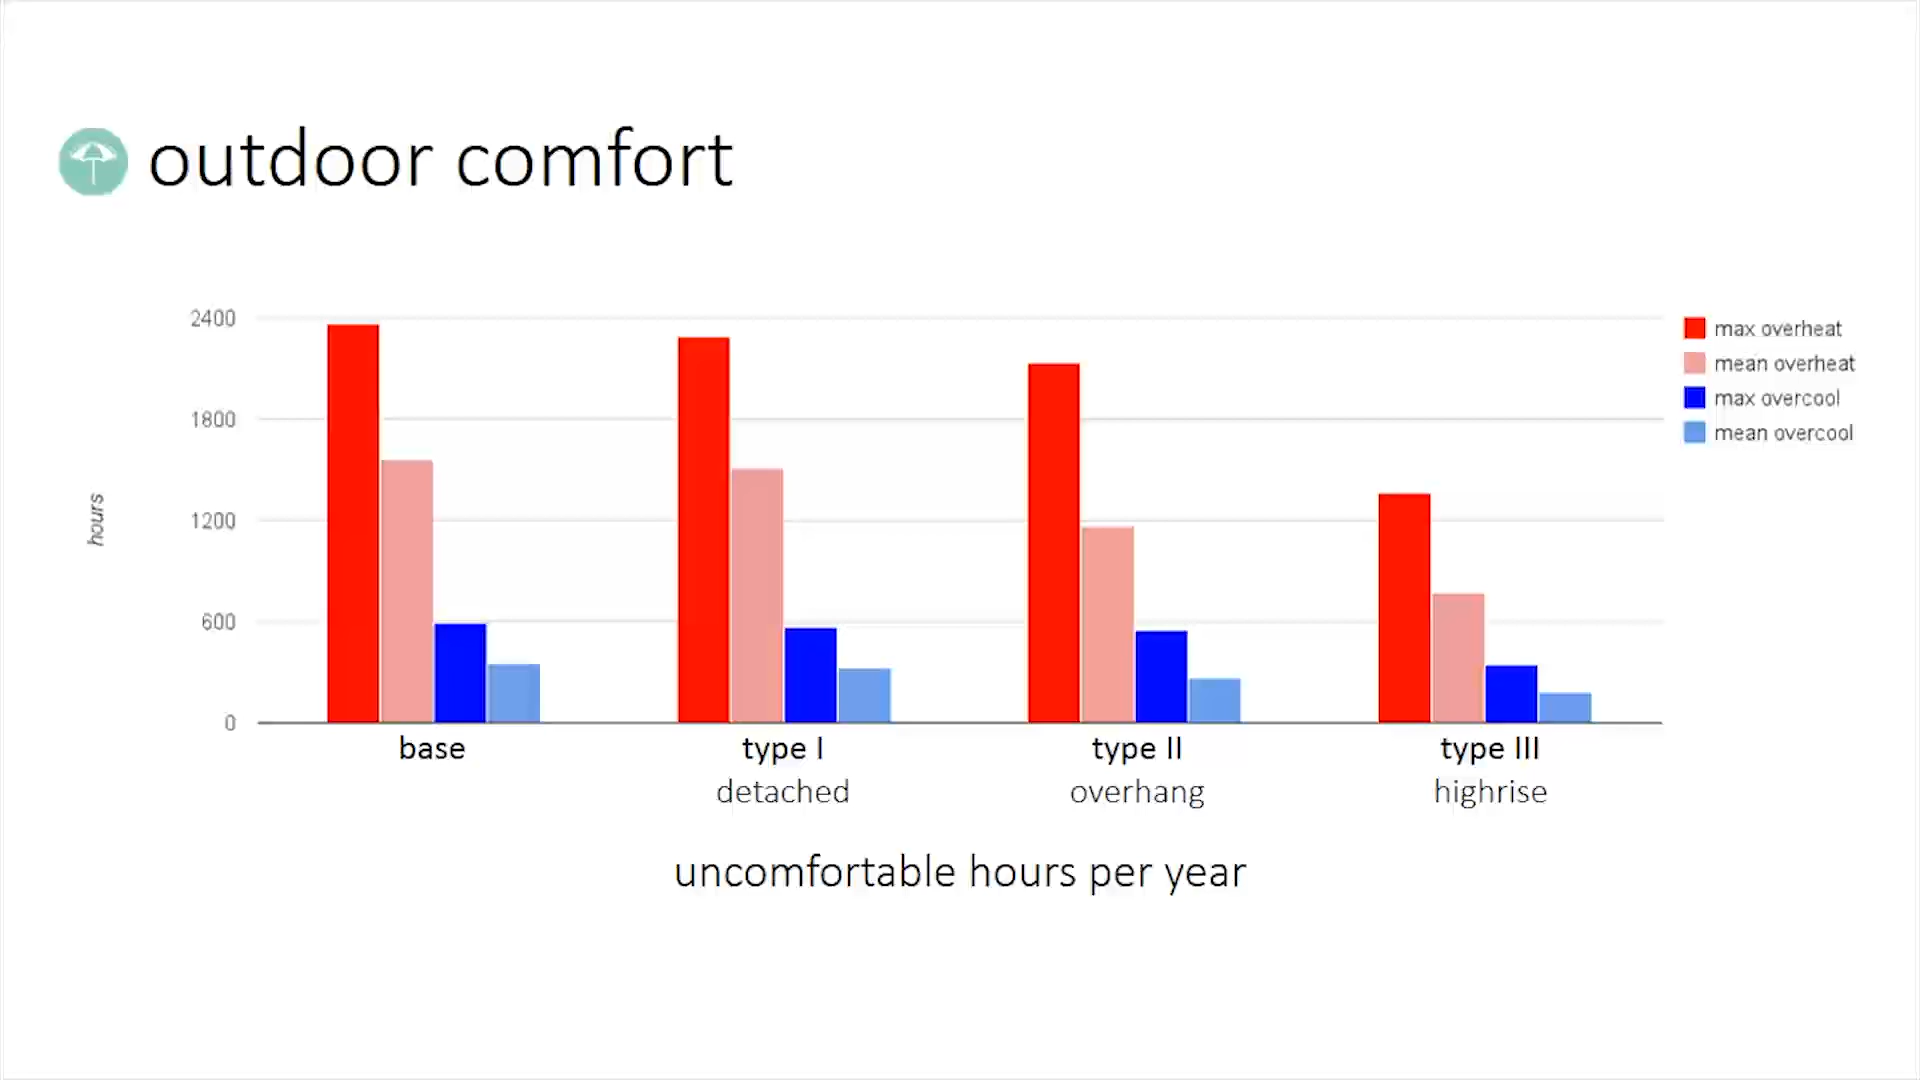 outdoor comfort
2400
1800
1200
600
0
hours
max overheat
mean overheat
max overcool
mean overcool
base
type I
type II
type III
detached
overhang
highrise
uncomfortable hours per year